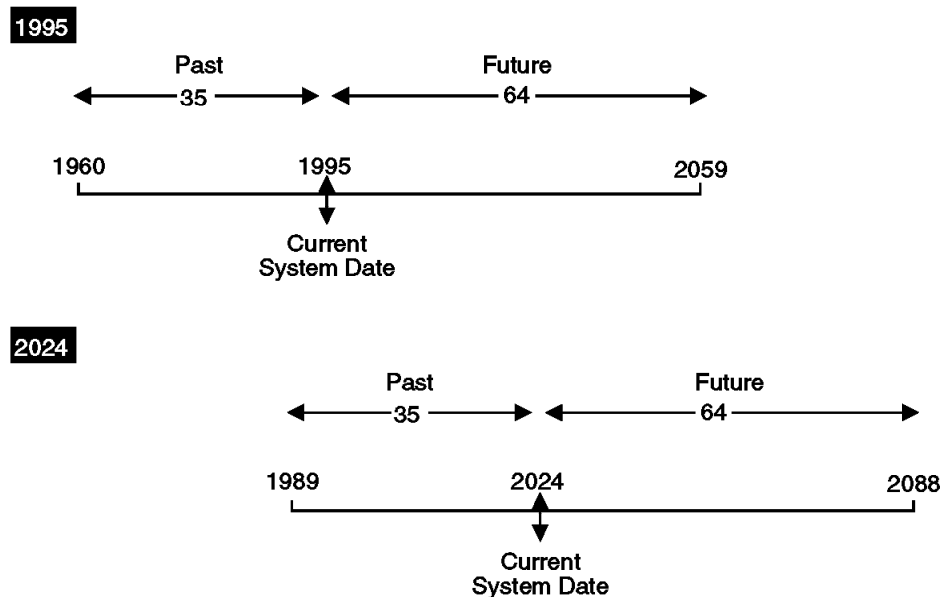 1995
Past Future
35 64
1960 1995 2059
Current
System Date
2024
Past Future
35 64
1989 2024 2088
Current
System Date